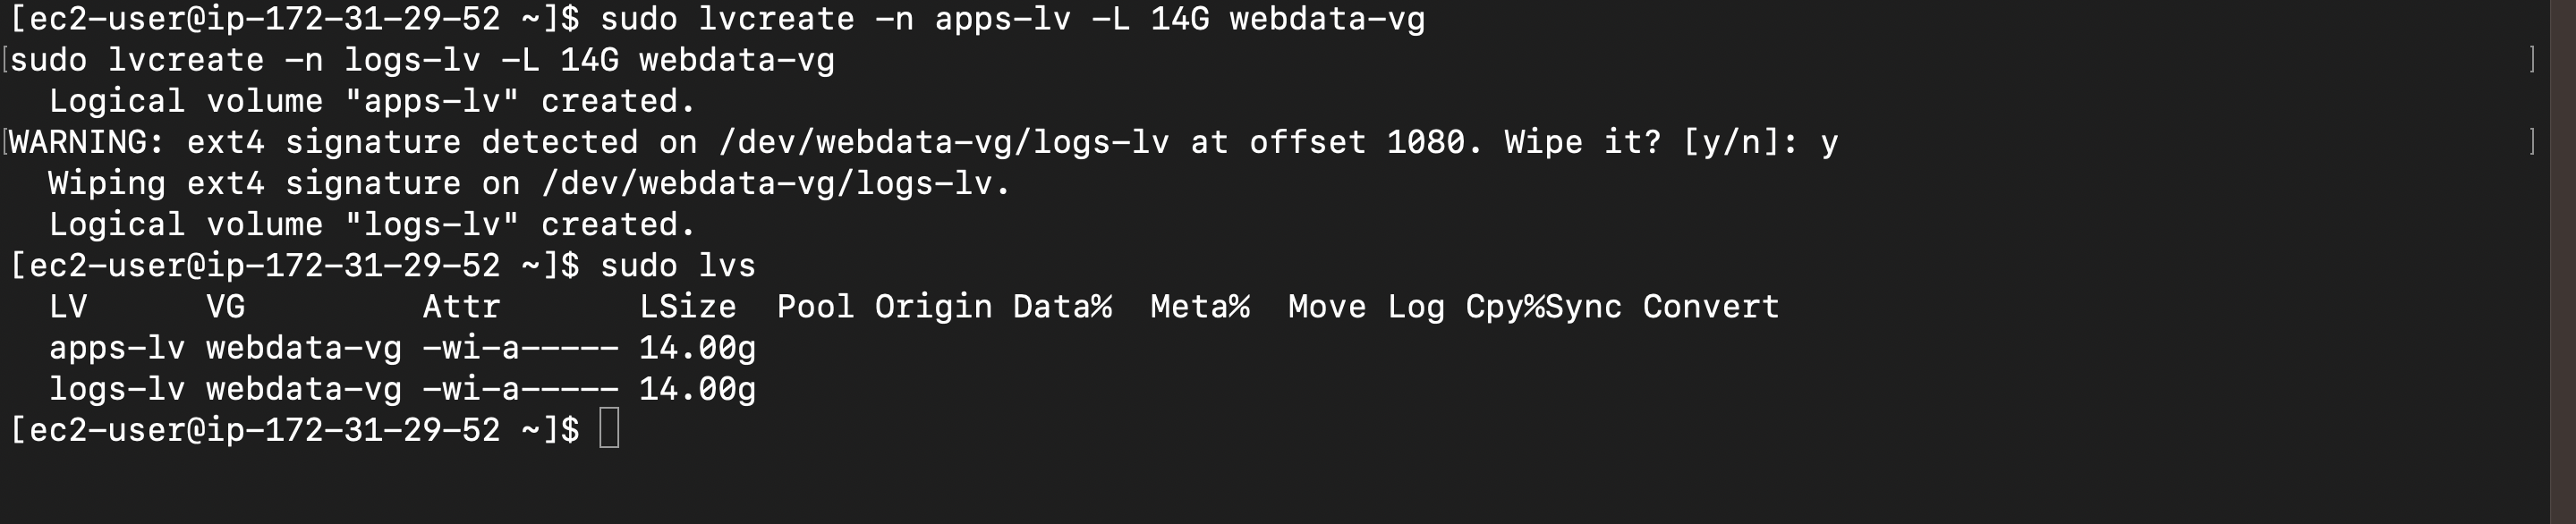 [ec2-user@ip-172-31-29-52 ~]$ sudo lvcreate -n apps-lv -L 14G webdata-vg
[sudo lvcreate -n logs-lv -L 14G webdata-vg ]
  Logical volume "apps-lv" created.
[WARNING: ext4 signature detected on /dev/webdata-vg/logs-lv at offset 1080. Wipe it? [y/n]: y ]
  Wiping ext4 signature on /dev/webdata-vg/logs-lv.
  Logical volume "logs-lv" created.
[ec2-user@ip-172-31-29-52 ~]$ sudo lvs
  LV      VG         Attr       LSize  Pool Origin Data%  Meta%  Move Log Cpy%Sync Convert
  apps-lv webdata-vg -wi-a----- 14.00g
  logs-lv webdata-vg -wi-a----- 14.00g
[ec2-user@ip-172-31-29-52 ~]$